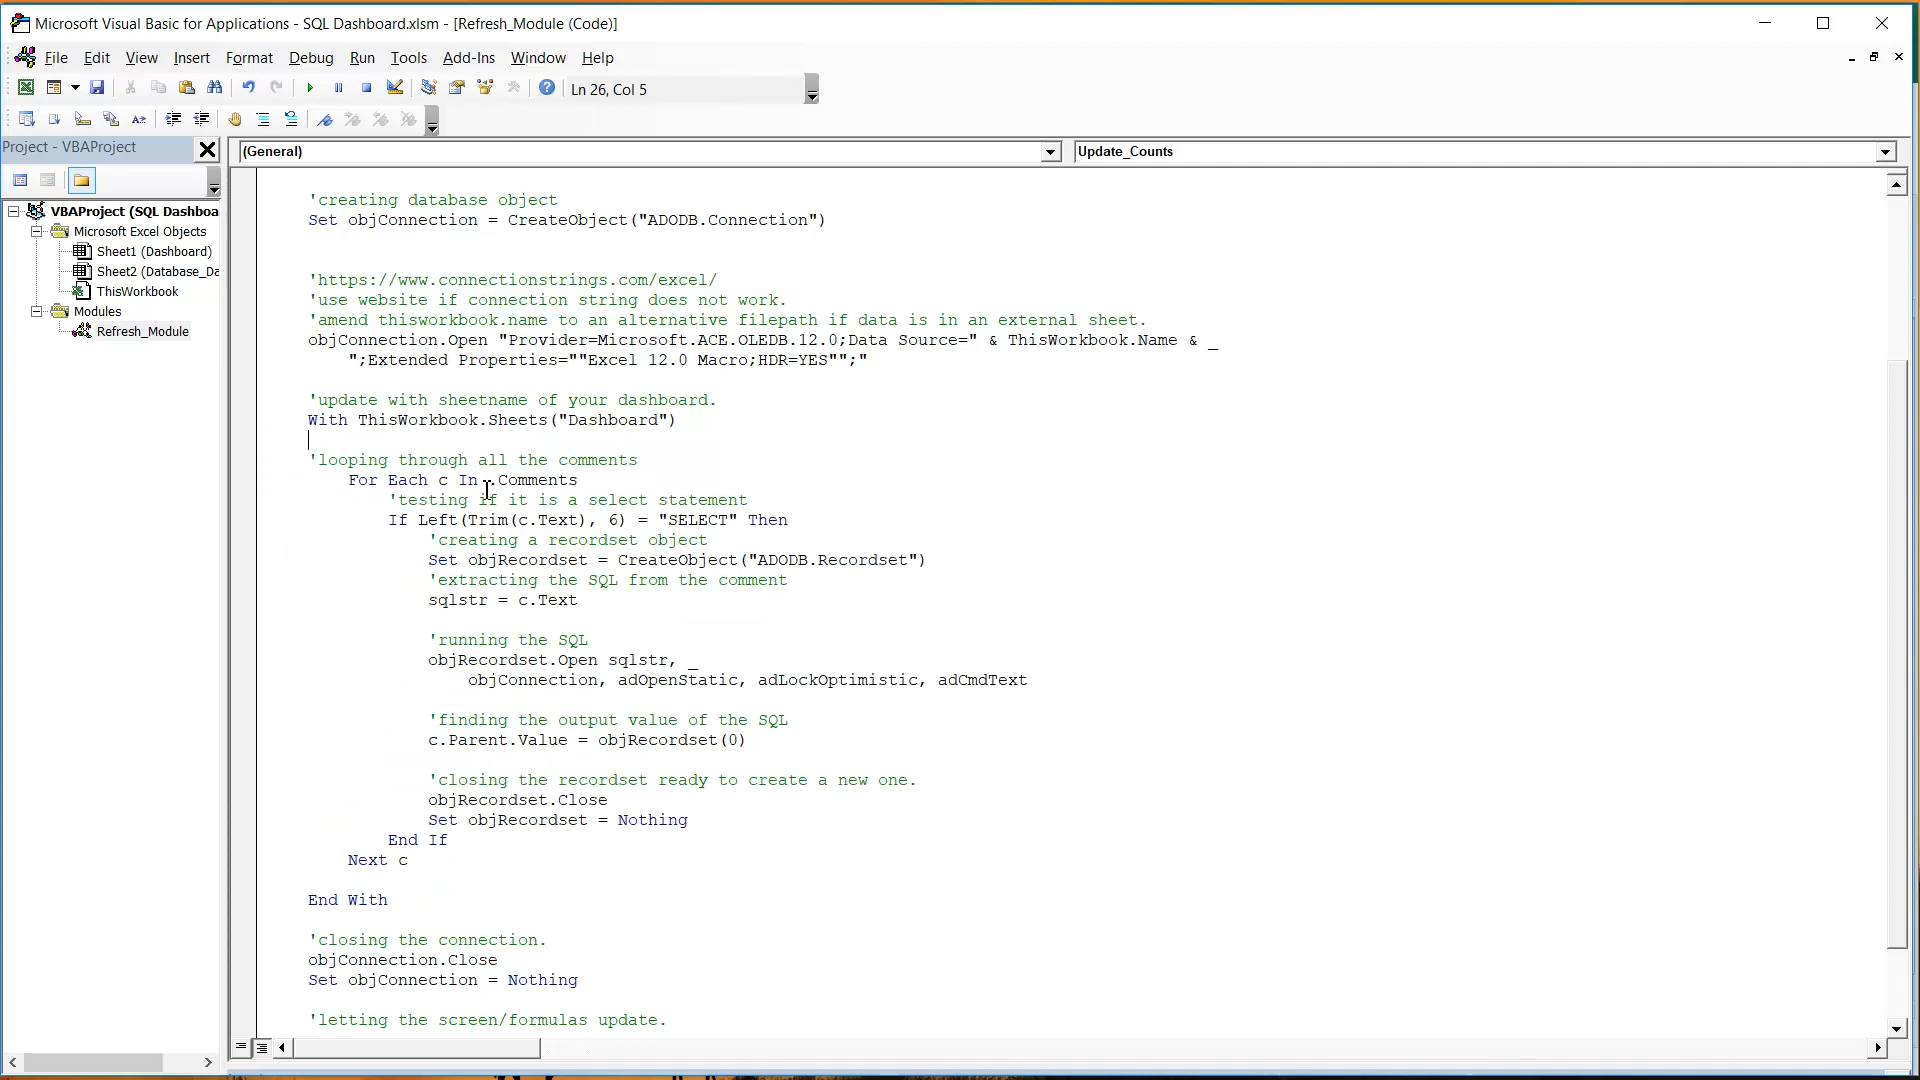 Microsoft Visual Basic for Applications - SQL Dashboard.xlsm - [Refresh_Module (Code)]
File Edit View Insert Format Debug Run Tools Add-Ins Window Help
Ln 26, Col 5
Project - VBAProject
(General)
Update_Counts
VBAProject (SQL Dashboa
Microsoft Excel Objects
Sheet1 (Dashboard)
Sheet2 (Database_Da
ThisWorkbook
Modules
Refresh_Module
'creating database object
Set objConnection = CreateObject("ADODB.Connection")
'https://www.connectionstrings.com/excel/
'use website if connection string does not work.
'amend thisworkbook.name to an alternative filepath if data is in an external sheet.
objConnection.Open "Provider=Microsoft.ACE.OLEDB.12.0;Data Source=" & ThisWorkbook.Name & _
";Extended Properties=""Excel 12.0 Macro;HDR=YES"";"
'update with sheetname of your dashboard.
With ThisWorkbook.Sheets("Dashboard")
'looping through all the comments
For Each c In .Comments
'testing if it is a select statement
If Left(Trim(c.Text), 6) = "SELECT" Then
'creating a recordset object
Set objRecordset = CreateObject("ADODB.Recordset")
'extracting the SQL from the comment
sqlstr = c.Text
'running the SQL
objRecordset.Open sqlstr, _
objConnection, adOpenStatic, adLockOptimistic, adCmdText
'finding the output value of the SQL
c.Parent.Value = objRecordset(0)
'closing the recordset ready to create a new one.
objRecordset.Close
Set objRecordset = Nothing
End If
Next c
End With
'closing the connection.
objConnection.Close
Set objConnection = Nothing
'letting the screen/formulas update.